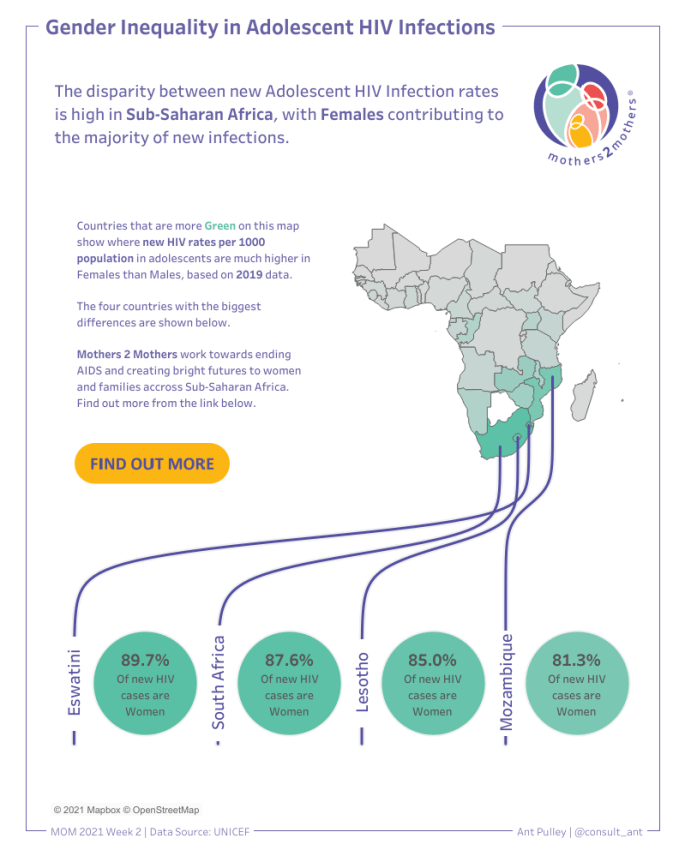 Gender Inequality in Adolescent HIV Infections
The disparity between new Adolescent HIV Infection rates
is high in Sub-Saharan Africa, with Females contributing to
the majority of new infections.
mothers2mothers®
Countries that are more Green on this map
show where new HIV rates per 1000
population in adolescents are much higher in
Females than Males, based on 2019 data.
The four countries with the biggest
differences are shown below.
Mothers 2 Mothers work towards ending
AIDS and creating bright futures to women
and families accross Sub-Saharan Africa.
Find out more from the link below.
FIND OUT MORE
Eswatini
89.7%
Of new HIV
cases are
Women
South Africa
87.6%
Of new HIV
cases are
Women
Lesotho
85.0%
Of new HIV
cases are
Women
Mozambique
81.3%
Of new HIV
cases are
Women
© 2021 Mapbox © OpenStreetMap
MOM 2021 Week 2 | Data Source: UNICEF
Ant Pulley | @consult_ant